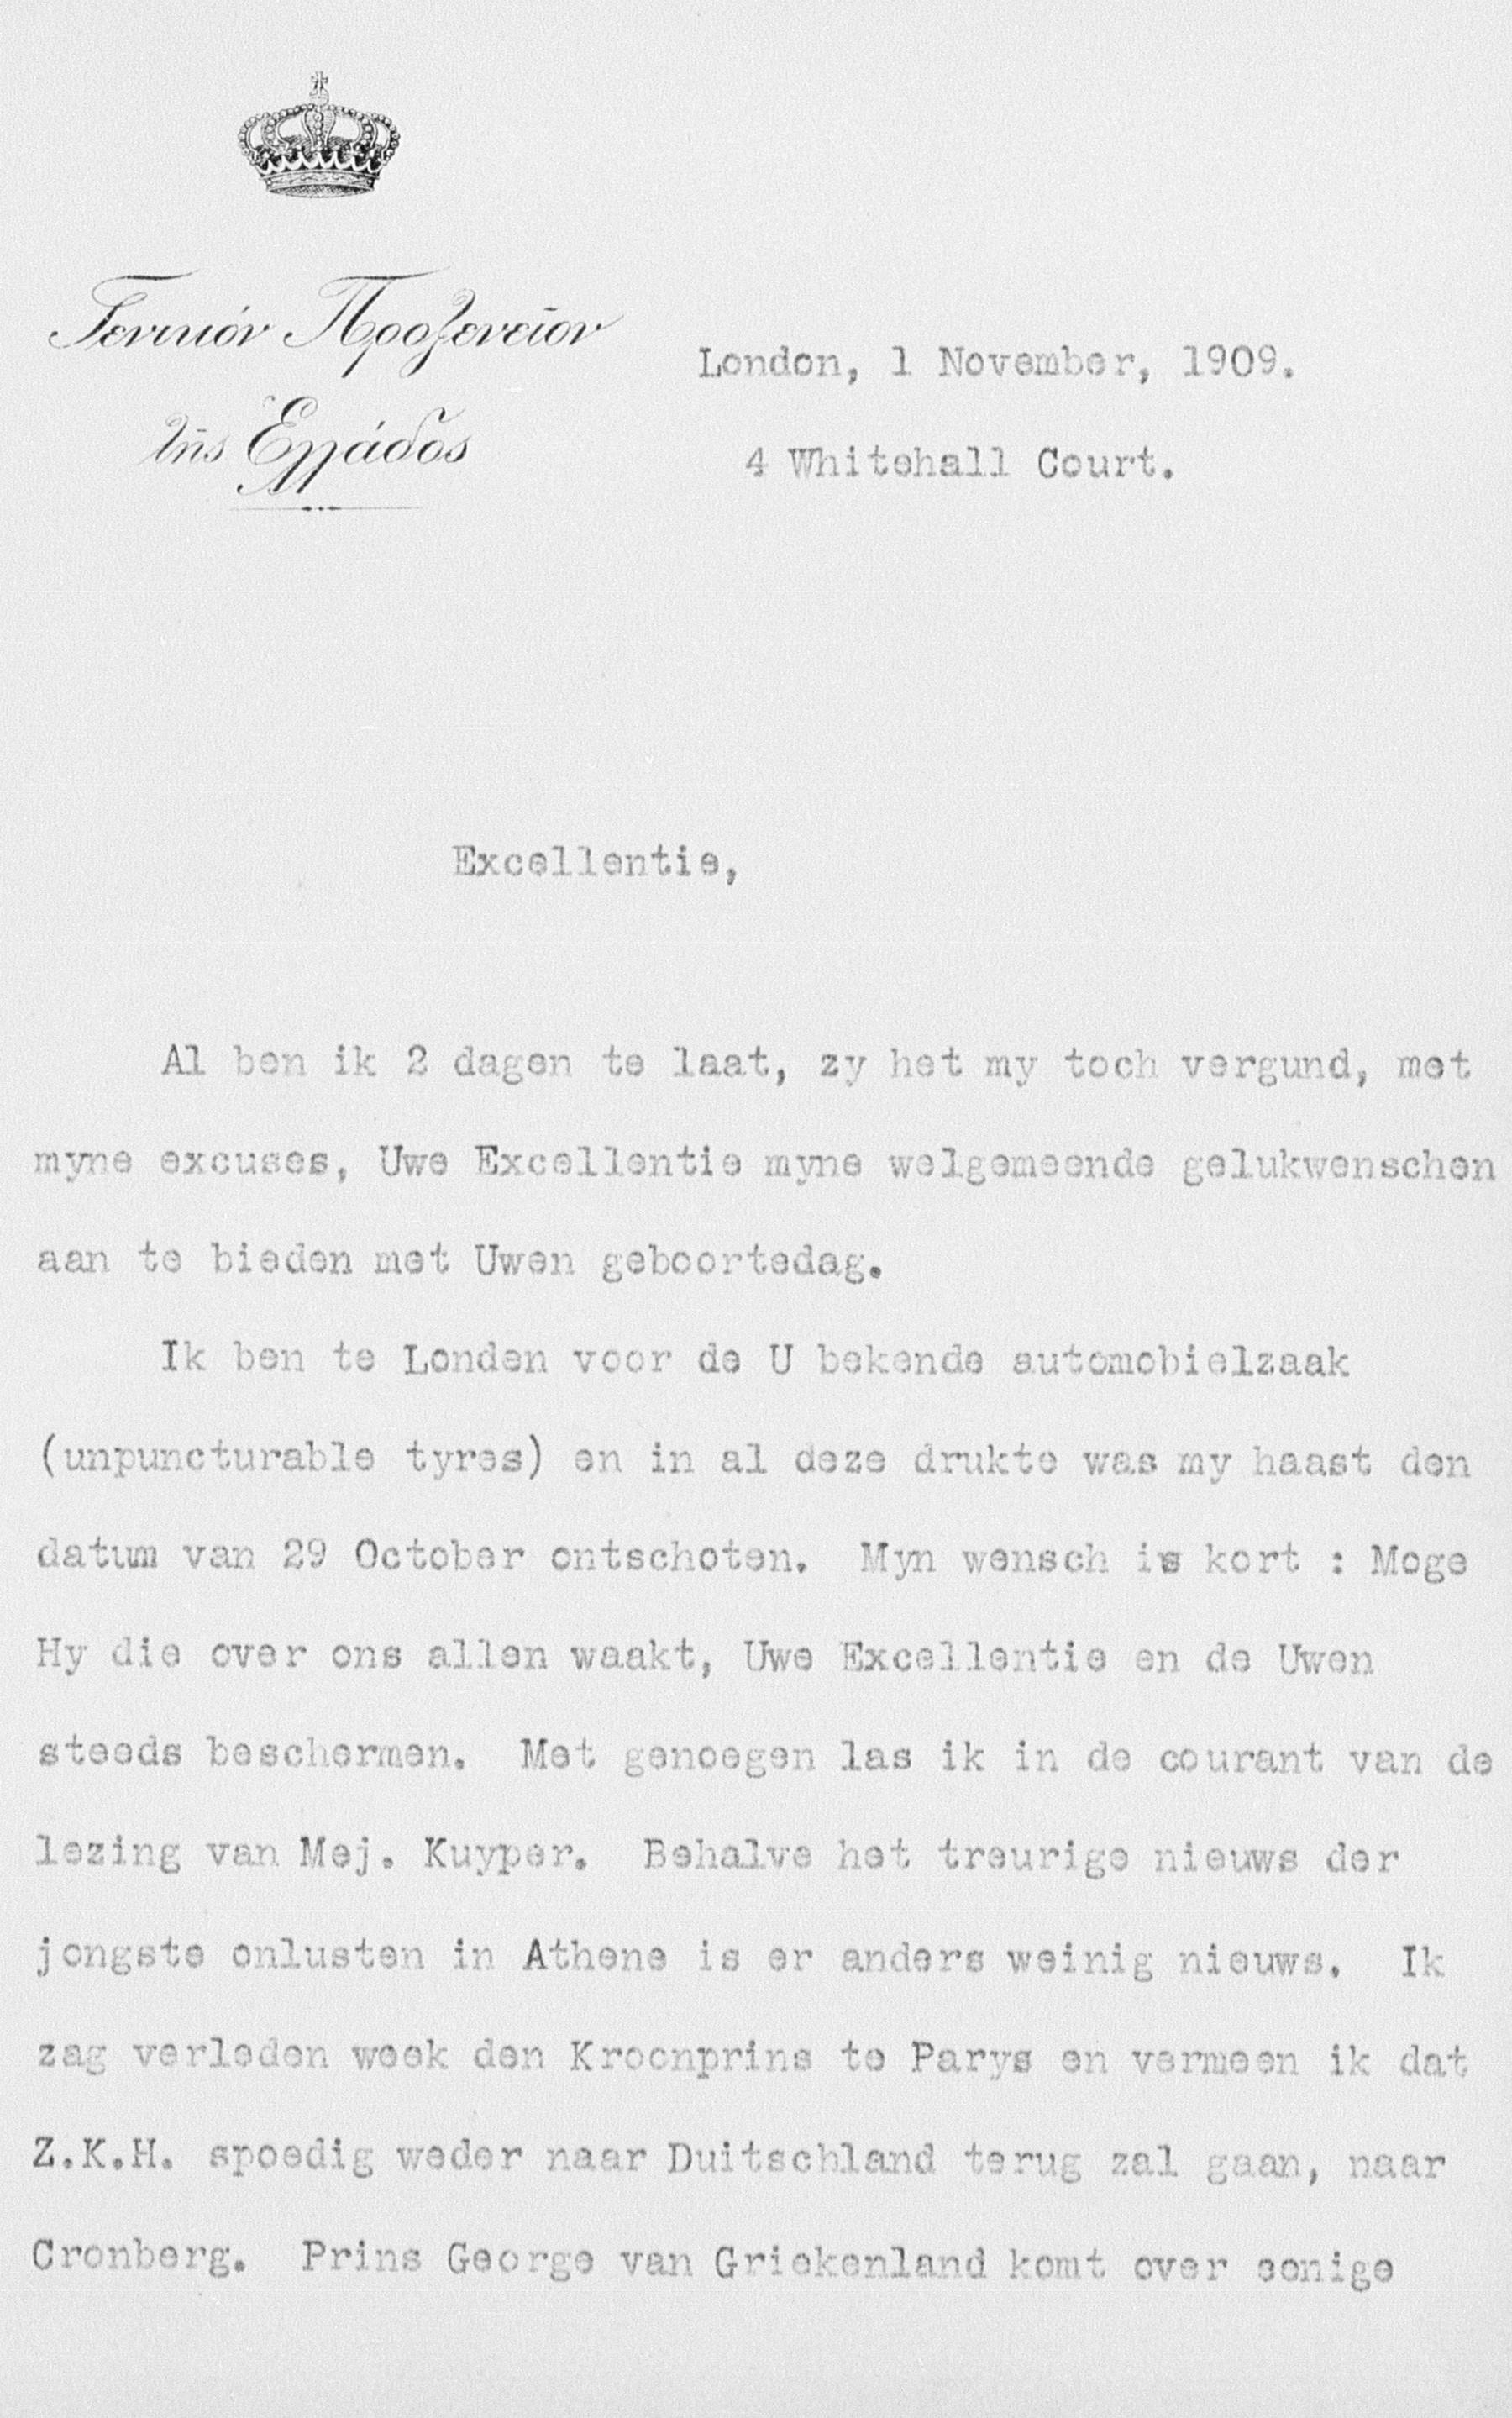 Γενικόν Προξενεῖον
τῆς Ἑλλάδος
London, 1 November, 1909.
4 Whitehall Court.
Excellentie,
Al ben ik 2 dagen te laat, zy het my toch vergund, met
myne excuses, Uwe Excellentie myne welgemeende gelukwenschen
aan te bieden met Uwen geboortedag.
Ik ben te Londen voor de U bekende automobielzaak
(unpuncturable tyres) en in al deze drukte was my haast den
datum van 29 October ontschoten. Myn wensch is kort : Moge
Hy die over ons allen waakt, Uwe Excellentie en de Uwen
steeds beschermen. Met genoegen las ik in de courant van de
lezing van Mej. Kuyper. Behalve het treurige nieuws der
jongste onlusten in Athene is er anders weinig nieuws. Ik
zag verleden week den Kroonprins te Parys en vermeen ik dat
Z.K.H. spoedig weder naar Duitschland terug zal gaan, naar
Cronberg. Prins George van Griekenland komt over eenige